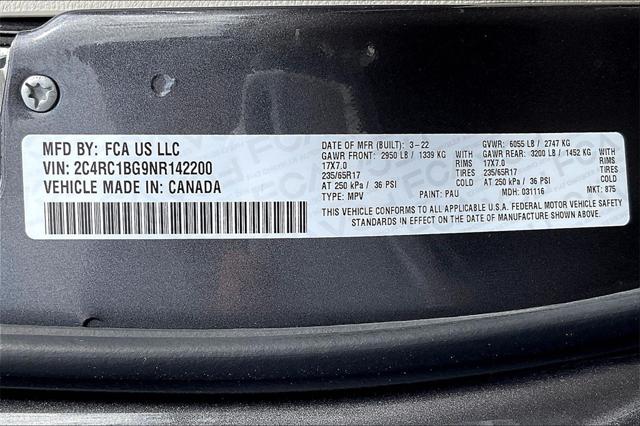 MFD BY: FCA US LLC
VIN: 2C4RC1BG9NR142200
VEHICLE MADE IN: CANADA
DATE OF MFR (BUILT): 3-22
GAWR FRONT: 2950 LB / 1339 KG WITH
17X7.0 RIMS
235/65R17 TIRES
AT 250 kPa / 36 PSI COLD
TYPE: MPV PAINT: PAU
GVWR: 6055 LB / 2747 KG
GAWR REAR: 3200 LB / 1452 KG WITH
17X7.0 RIMS
235/65R17 TIRES
AT 250 kPa / 36 PSI COLD
MDH: 031116 MKT: 875
THIS VEHICLE CONFORMS TO ALL APPLICABLE U.S.A. FEDERAL MOTOR VEHICLE SAFETY
STANDARDS IN EFFECT ON THE DATE OF MANUFACTURE SHOWN ABOVE.